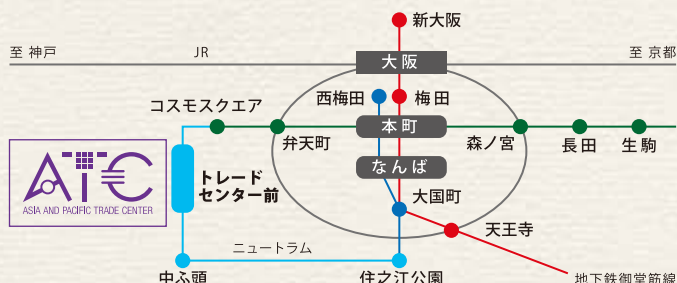 新大阪
至 神戸
JR
至 京都
大阪
コスモスクエア
西梅田
梅田
弁天町
本町
森ノ宮
長田
生駒
ATC
ASIA AND PACIFIC TRADE CENTER
トレード
センター前
なんば
大国町
天王寺
ニュートラム
中ふ頭
住之江公園
地下鉄御堂筋線